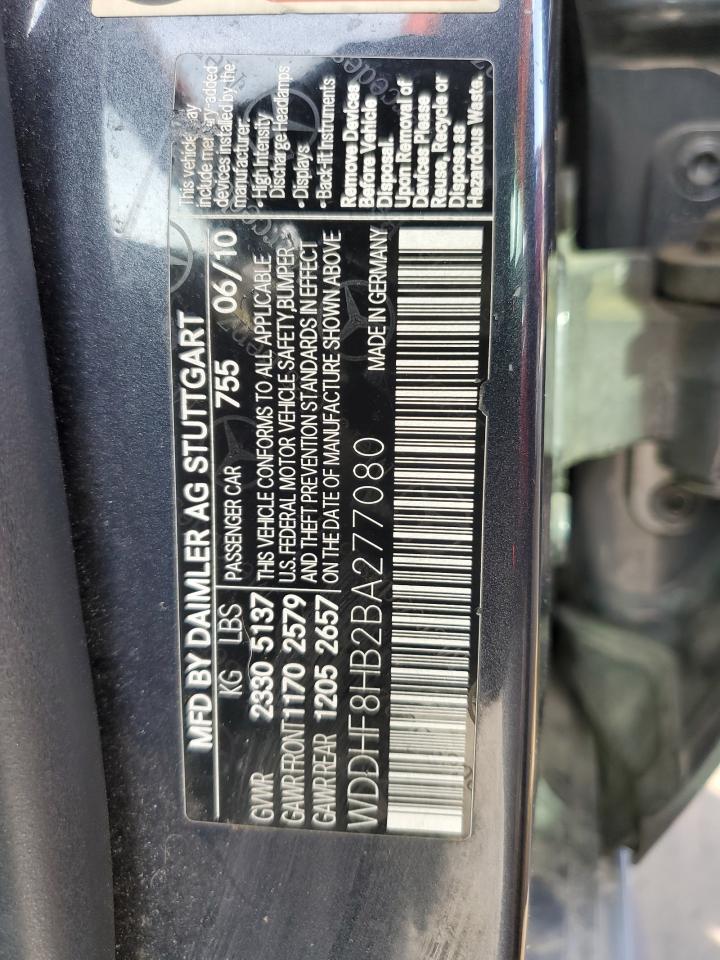 MFD BY DAIMLER AG STUTTGART
KG LBS
GVWR 2330 5137
GAWR FRONT 1170 2579
GAWR REAR 1205 2657
PASSENGER CAR 755 06/10
THIS VEHICLE CONFORMS TO ALL APPLICABLE
U.S. FEDERAL MOTOR VEHICLE SAFETY, BUMPER,
AND THEFT PREVENTION STANDARDS IN EFFECT
ON THE DATE OF MANUFACTURE SHOWN ABOVE
WDDHF8HB2BA277080
MADE IN GERMANY
This vehicle may
include mercury-added
devices installed by the
manufacturer:
• High Intensity
Discharge Headlamps
• Displays
• Back-lit Instruments
Remove Devices
Before Vehicle
Disposal.
Upon Removal of
Devices Please
Reuse, Recycle or
Dispose as
Hazardous Waste.